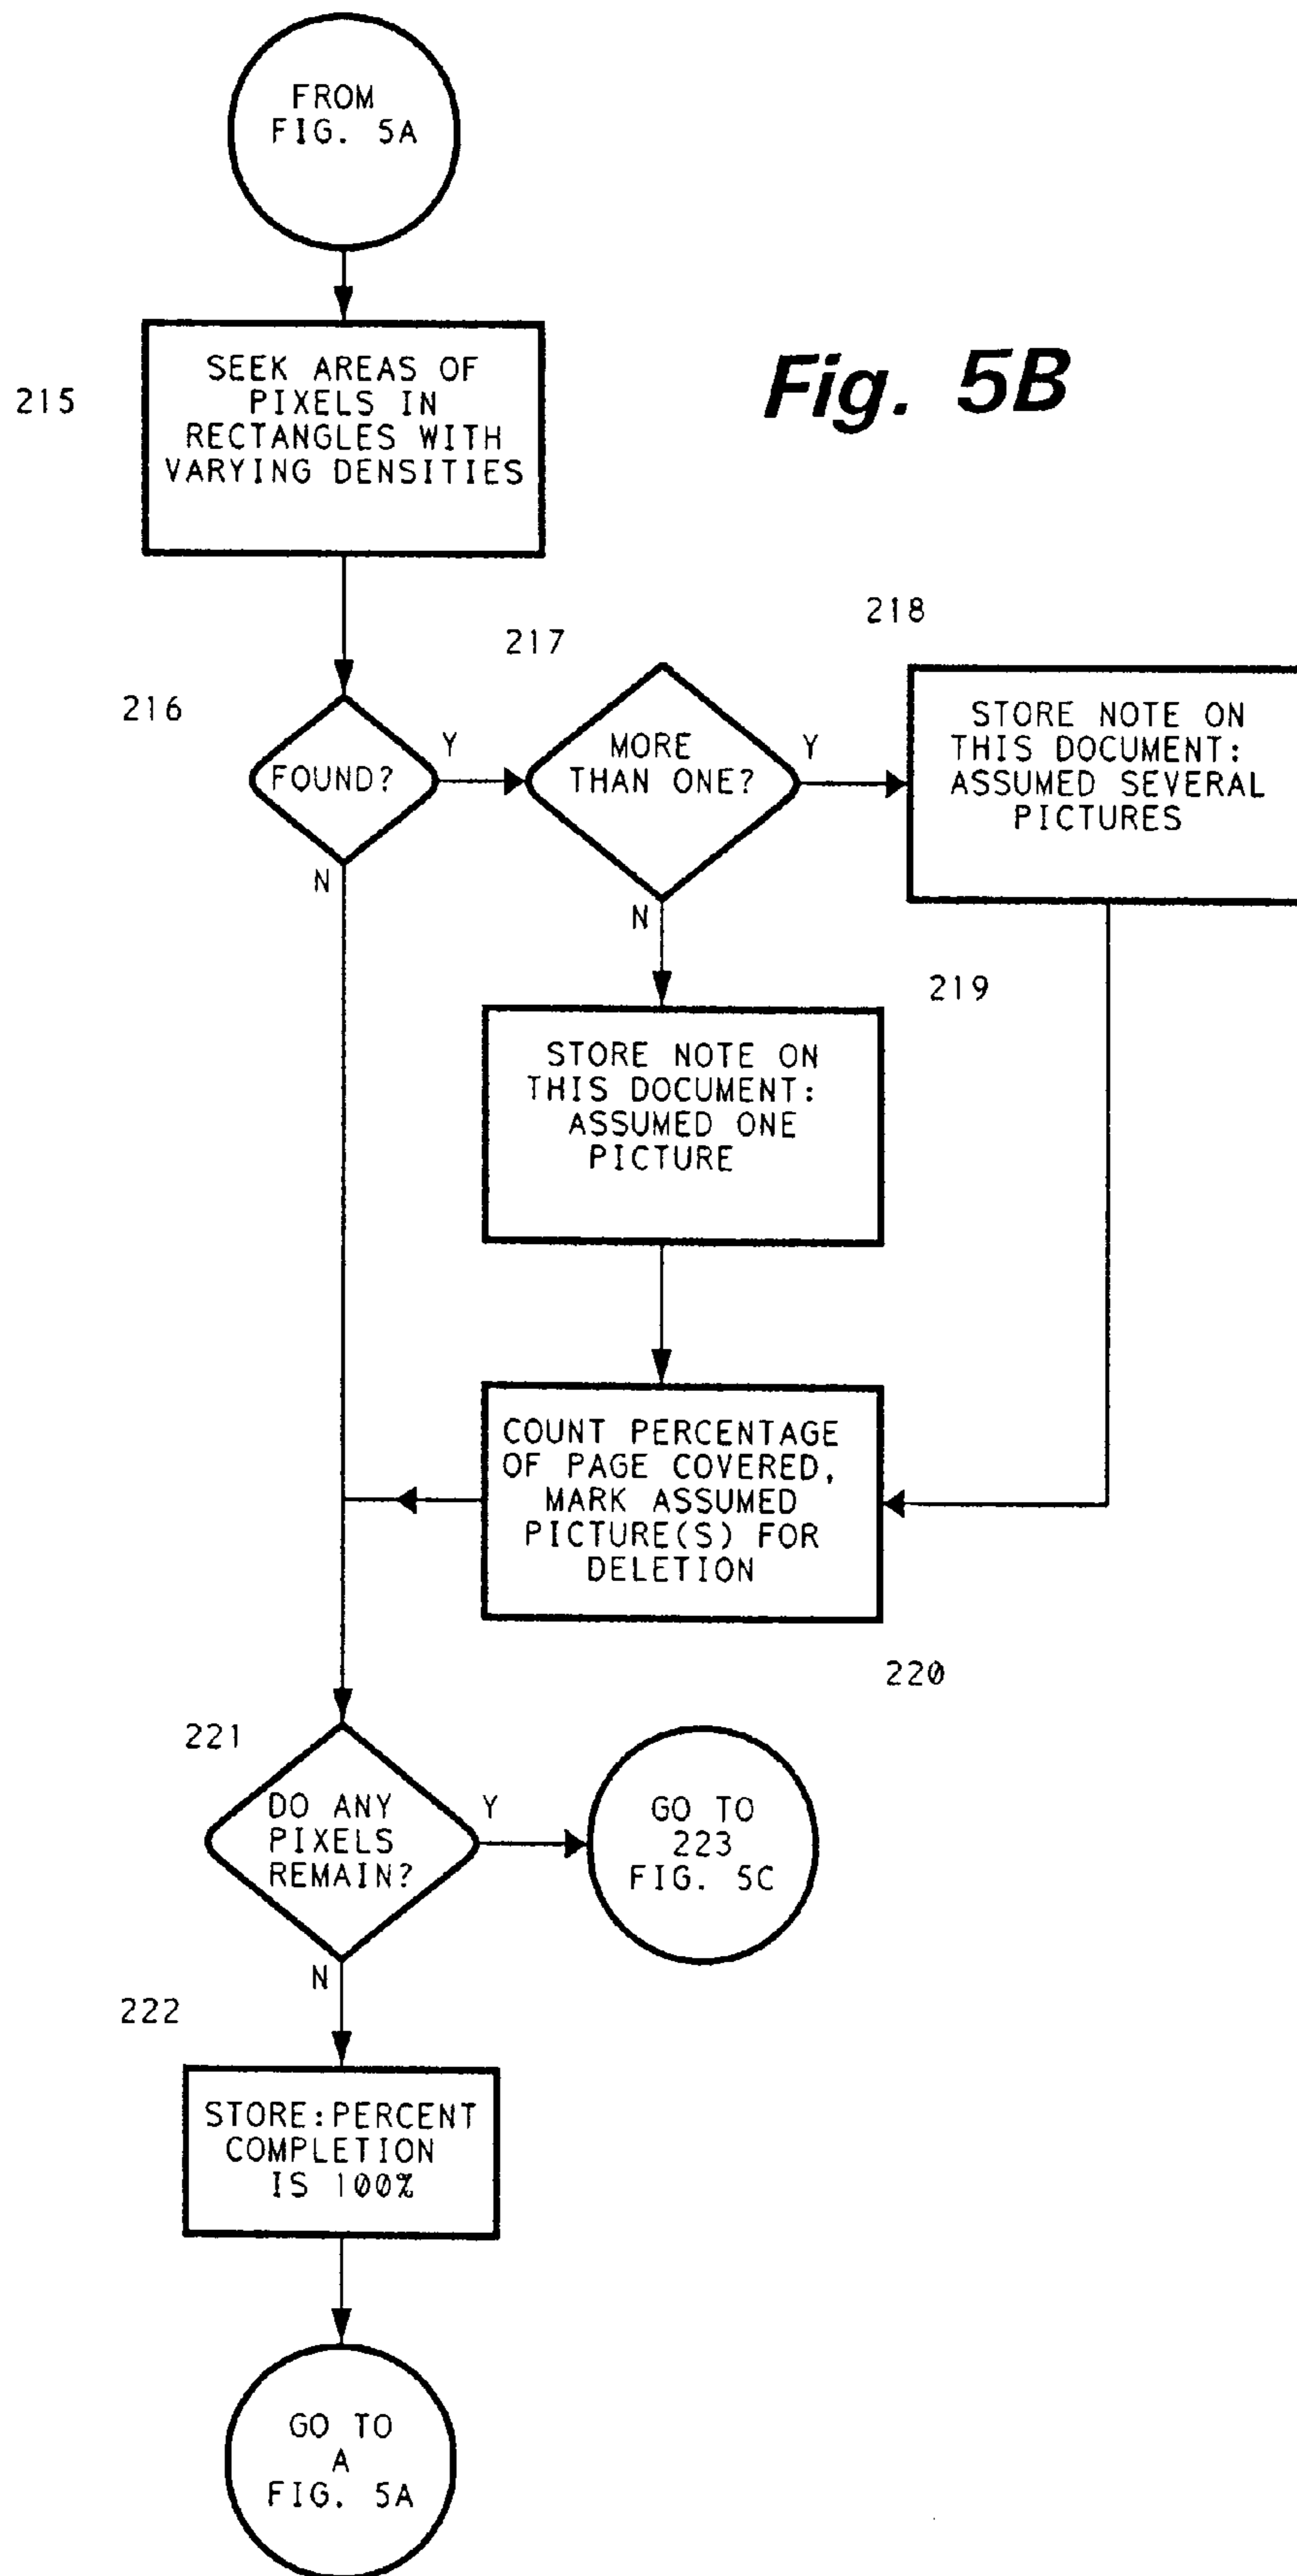 FROM
FIG. 5A
215
SEEK AREAS OF
PIXELS IN
RECTANGLES WITH
VARYING DENSITIES
Fig. 5B
216
FOUND?
Y
N
217
MORE
THAN ONE?
Y
N
218
STORE NOTE ON
THIS DOCUMENT:
ASSUMED SEVERAL
PICTURES
219
STORE NOTE ON
THIS DOCUMENT:
ASSUMED ONE
PICTURE
COUNT PERCENTAGE
OF PAGE COVERED,
MARK ASSUMED
PICTURE(S) FOR
DELETION
220
221
DO ANY
PIXELS
REMAIN?
Y
N
GO TO
223
FIG. 5C
222
STORE:PERCENT
COMPLETION
IS 100%
GO TO
A
FIG. 5A